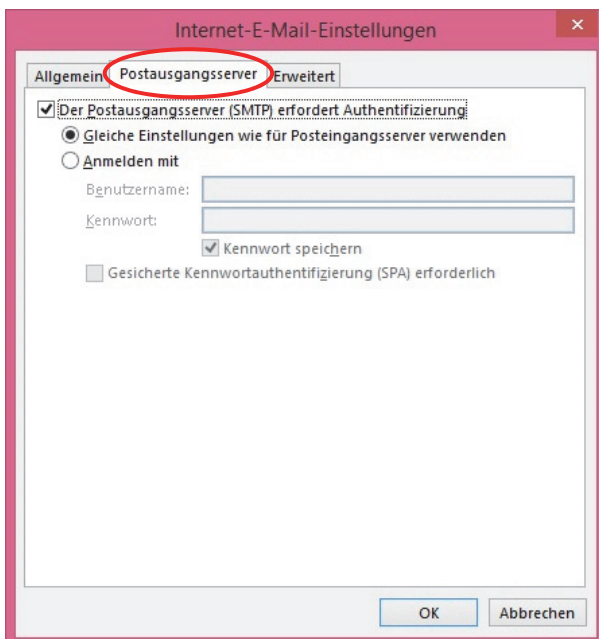 Internet-E-Mail-Einstellungen
Allgemein Postausgangsserver Erweitert
Der Postausgangsserver (SMTP) erfordert Authentifizierung
Gleiche Einstellungen wie für Posteingangsserver verwenden
Anmelden mit
Benutzername:
Kennwort:
Kennwort speichern
Gesicherte Kennwortauthentifizierung (SPA) erforderlich
OK Abbrechen